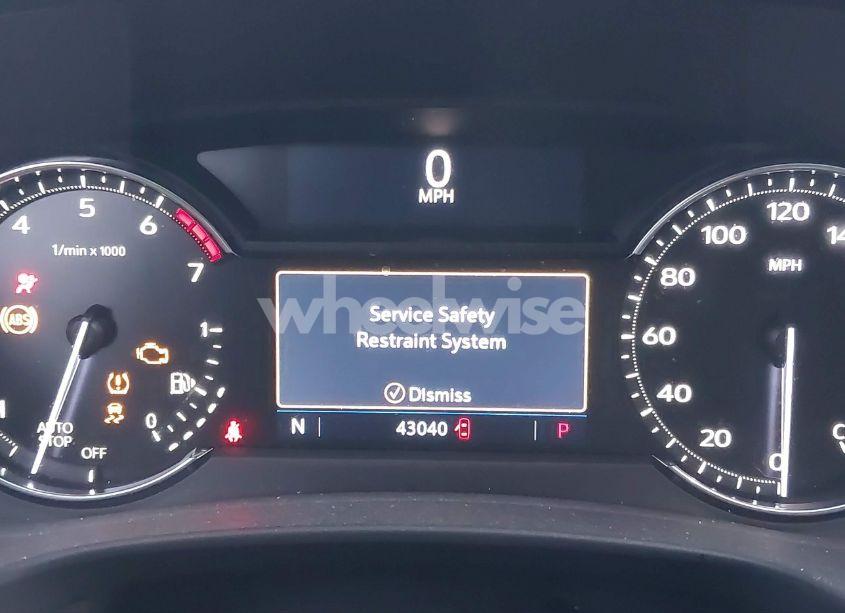 0
MPH
4 5 6 7
1/min x 1000
ABS
1
0
AUTO
STOP
OFF
wheelwise
Service Safety
Restraint System
Dismiss
N 43040 P
0 20 40 60 80 100 120
MPH